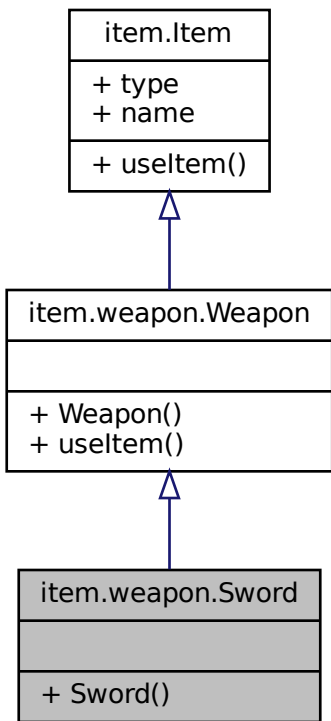 item.Item
+ type
+ name
+ useItem()
item.weapon.Weapon
+ Weapon()
+ useItem()
item.weapon.Sword
+ Sword()